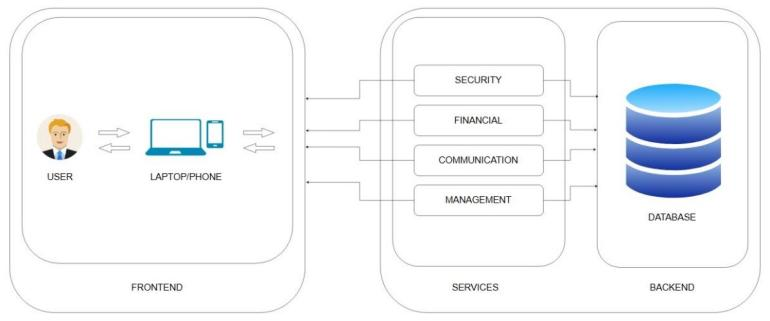 SECURITY
FINANCIAL
COMMUNICATION
MANAGEMENT
USER
LAPTOP/PHONE
DATABASE
FRONTEND
SERVICES
BACKEND